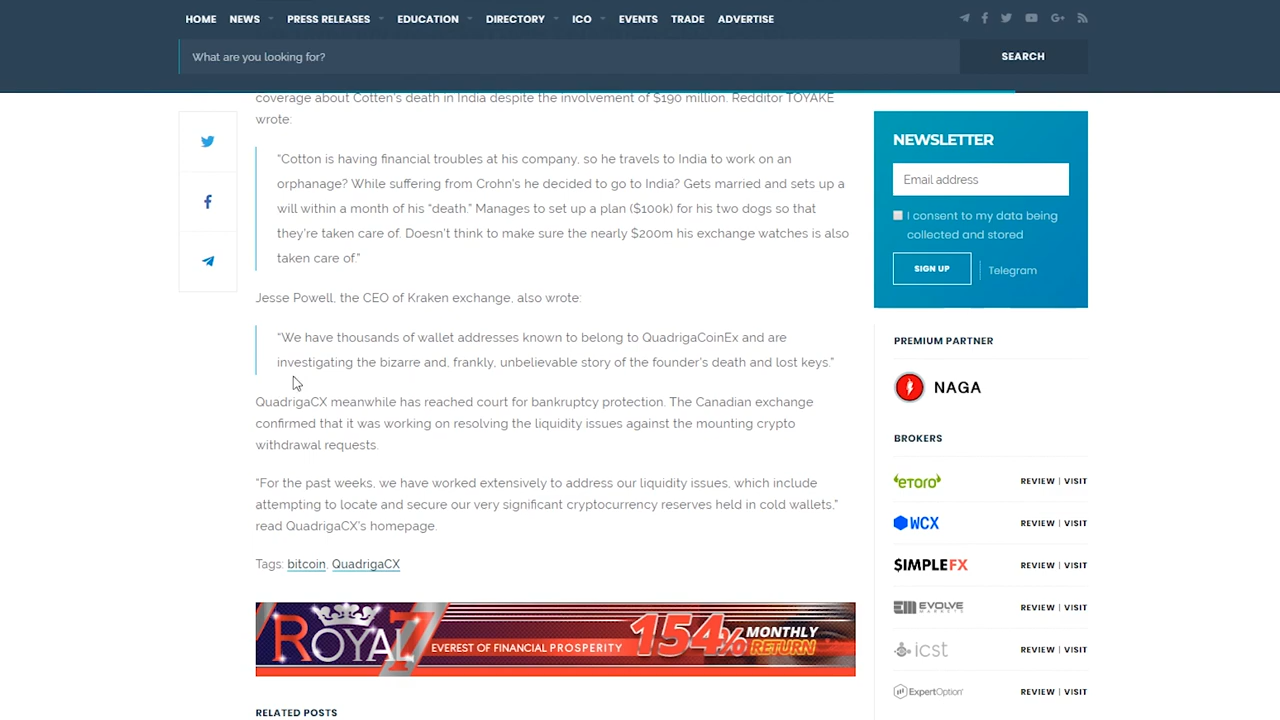 HOME NEWS PRESS RELEASES EDUCATION DIRECTORY ICO EVENTS TRADE ADVERTISE
What are you looking for?
SEARCH
coverage about Cotten's death in India despite the involvement of $190 million. Redditor TOYAKE
wrote:
“Cotton is having financial troubles at his company, so he travels to India to work on an
orphanage? While suffering from Crohn's he decided to go to India? Gets married and sets up a
will within a month of his “death.” Manages to set up a plan ($100k) for his two dogs so that
they're taken care of. Doesn't think to make sure the nearly $200m his exchange watches is also
taken care of.”
Jesse Powell, the CEO of Kraken exchange, also wrote:
“We have thousands of wallet addresses known to belong to QuadrigaCoinEx and are
investigating the bizarre and, frankly, unbelievable story of the founder's death and lost keys.”
QuadrigaCX meanwhile has reached court for bankruptcy protection. The Canadian exchange
confirmed that it was working on resolving the liquidity issues against the mounting crypto
withdrawal requests.
“For the past weeks, we have worked extensively to address our liquidity issues, which include
attempting to locate and secure our very significant cryptocurrency reserves held in cold wallets,”
read QuadrigaCX's homepage.
Tags: bitcoin, QuadrigaCX
ROYAL 7
EVEREST OF FINANCIAL PROSPERITY
154% MONTHLY
RETURN
RELATED POSTS
NEWSLETTER
Email address
I consent to my data being
collected and stored
SIGN UP
Telegram
PREMIUM PARTNER
NAGA
BROKERS
eToro REVIEW | VISIT
WCX REVIEW | VISIT
$IMPLEFX REVIEW | VISIT
EVOLVE MARKETS REVIEW | VISIT
icst REVIEW | VISIT
ExpertOption REVIEW | VISIT